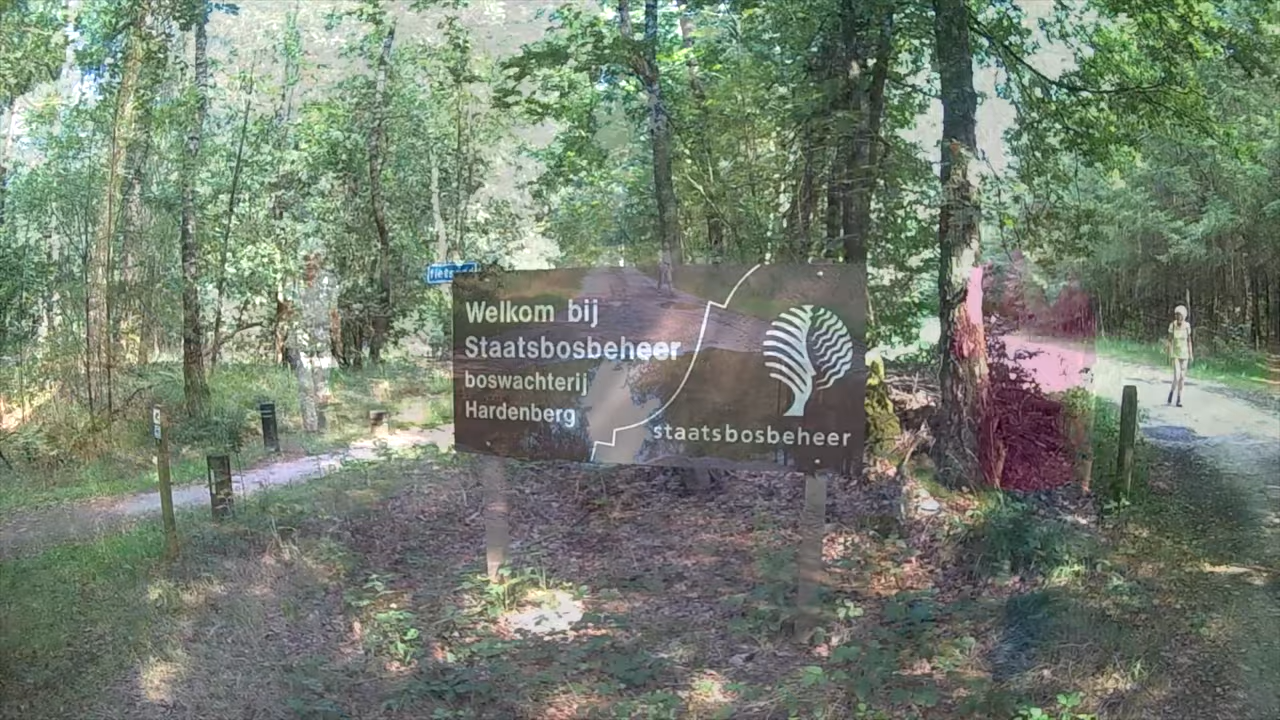 Welkom bij
Staatsbosbeheer
boswachterij
Hardenberg
staatsbosbeheer